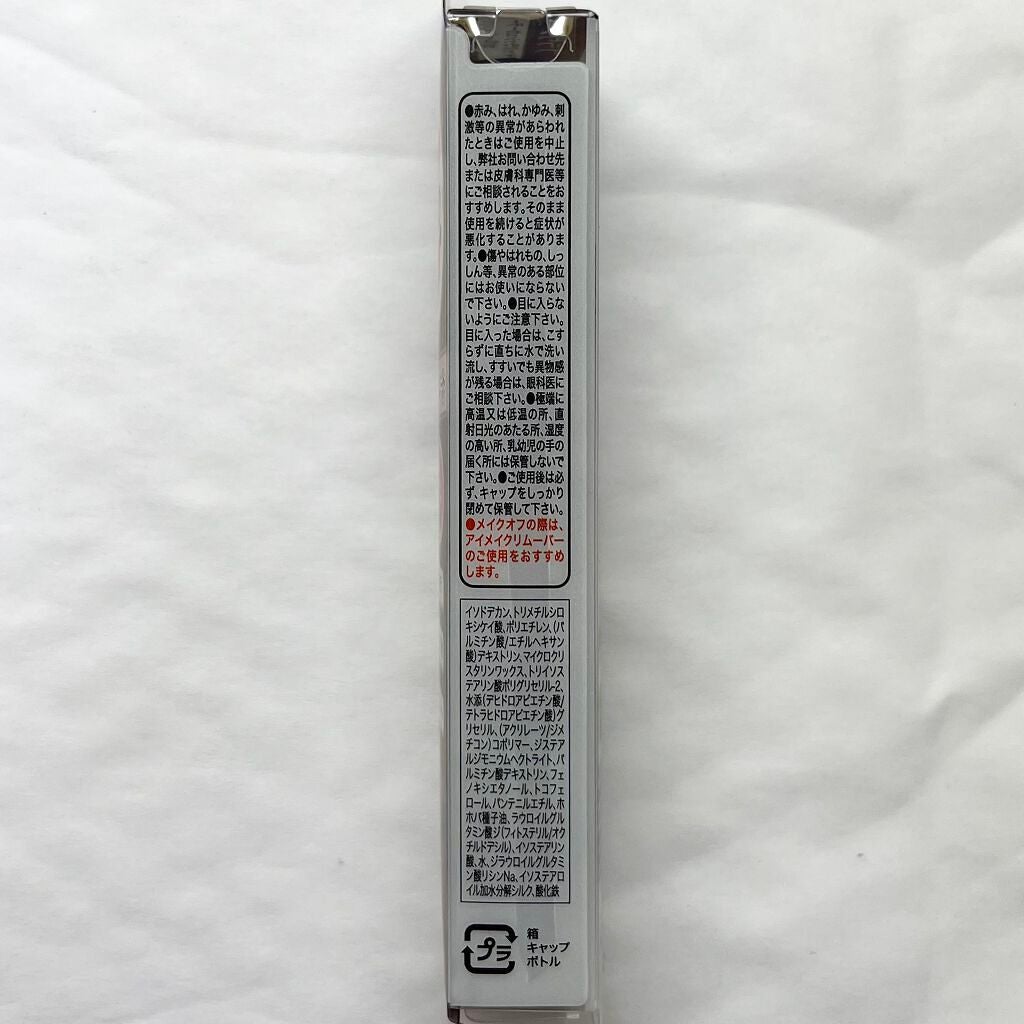 ●赤み、はれ、かゆみ、刺
激等の異常があらわれ
たときはご使用を中止
し、弊社お問い合わせ先
または皮膚科専門医等
にご相談されることをお
すすめします。そのまま
使用を続けると症状が
悪化することがありま
す。●傷やはれもの、しっ
しん等、異常のある部位
にはお使いにならない
で下さい。●目に入らな
いようにご注意下さい。
目に入った場合は、こす
らずに直ちに水で洗い
流し、すすいでも異物感
が残る場合は、眼科医に
ご相談下さい。●極端に
高温又は低温の所、直
射日光のあたる所、湿度
の高い所、乳幼児の手の
届く所には保管しないで
下さい。●ご使用後は必
ず、キャップをしっかり
閉めて保管して下さい。
●メイクオフの際は、
アイメイクリムーバー
のご使用をおすすめ
します。
イソドデカン、トリメチルシロ
キシケイ酸、ポリエチレン、(パ
ルミチン酸/エチルヘキサン
酸)デキストリン、マイクロクリ
スタリンワックス、トリイソス
テアリン酸ポリグリセリル-2、
水添(デヒドロアビエチン酸/
テトラヒドロアビエチン酸)グ
リセリル、(アクリレーツ/ジメ
チコン)コポリマー、ジステア
ルジモニウムヘクトライト、パ
ルミチン酸デキストリン、フェ
ノキシエタノール、トコフェ
ロール、パンテニルエチル、ホ
ホバ種子油、ラウロイルグル
タミン酸ジ(フィトステリル/オク
チルドデシル)、イソステアリン
酸、水、ジラウロイルグルタミ
ン酸リシンNa、イソステアロ
イル加水分解シルク、酸化鉄
プラ
箱
キャップ
ボトル